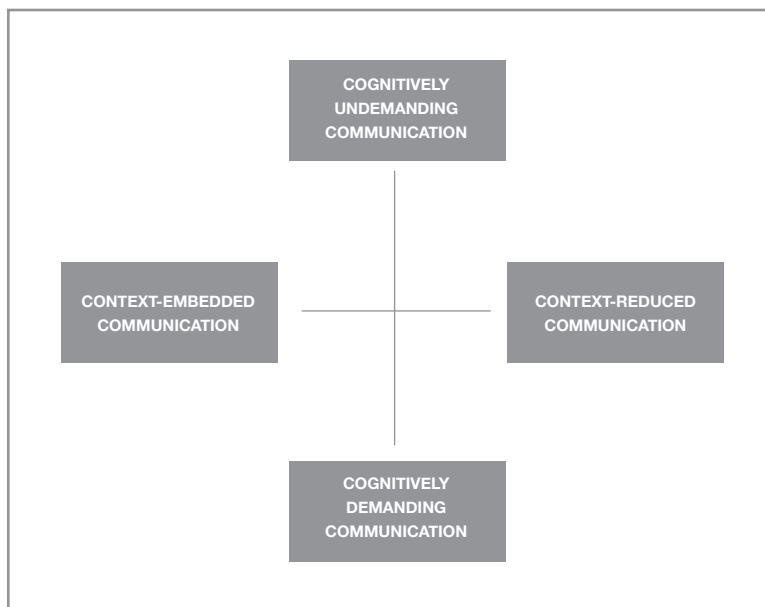 COGNITIVELY
UNDEMANDING
COMMUNICATION
CONTEXT-EMBEDDED
COMMUNICATION
CONTEXT-REDUCED
COMMUNICATION
COGNITIVELY
DEMANDING
COMMUNICATION